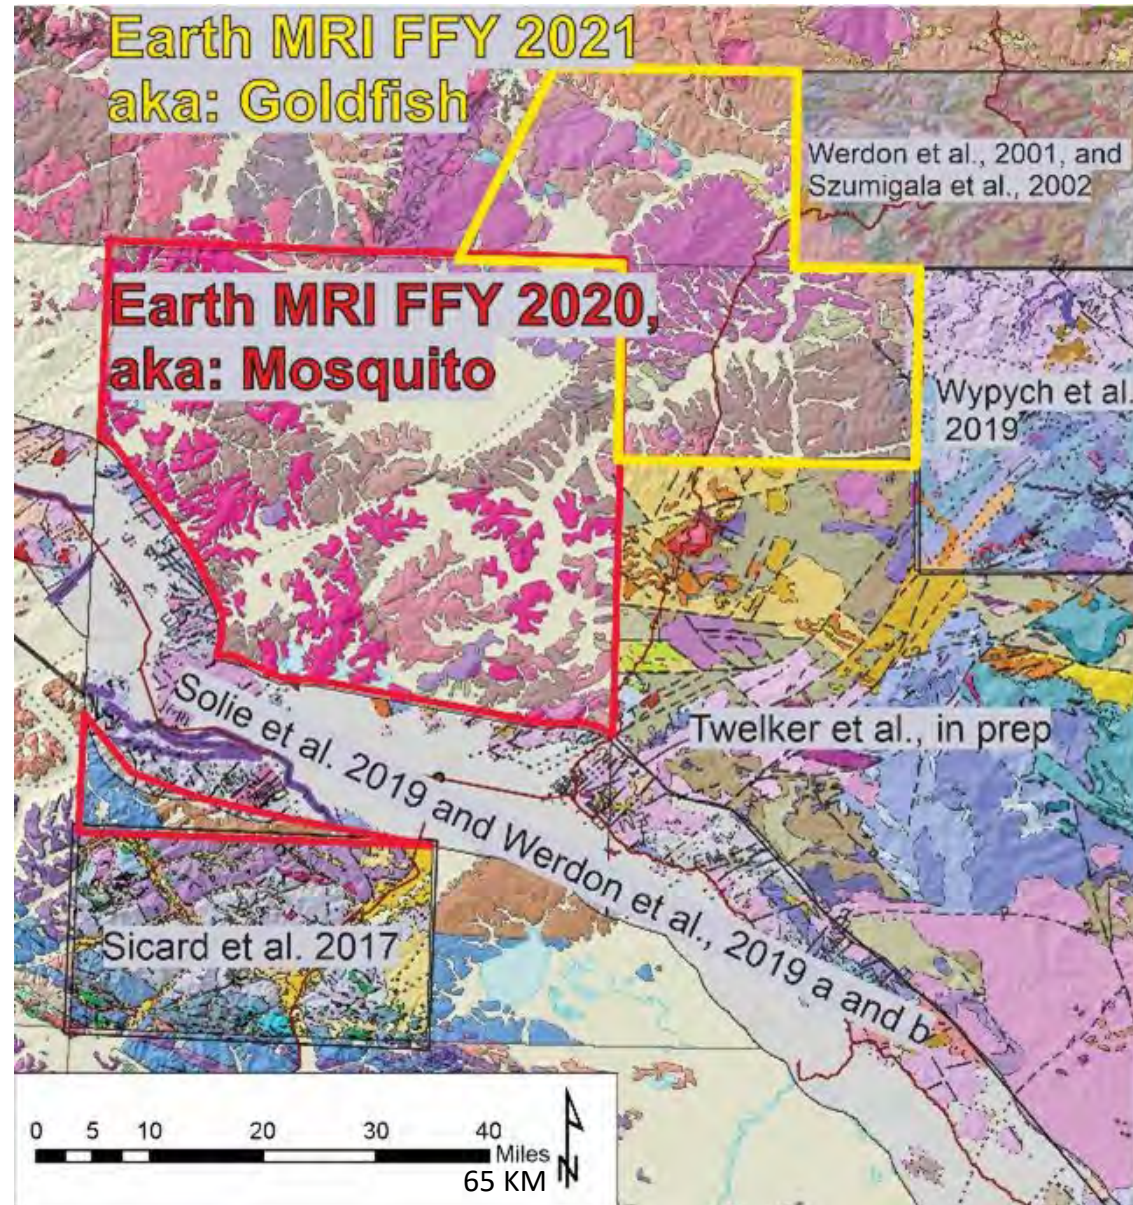 Earth MRI FFY 2021
aka: Goldfish
Werdon et al., 2001, and
Szumigala et al., 2002
Earth MRI FFY 2020,
aka: Mosquito
Wypych et al.
2019
Solie et al. 2019 and Werdon et al., 2019 a and b
Twelker et al., in prep
Sicard et al. 2017
0 5 10 20 30 40
Miles
65 KM
N